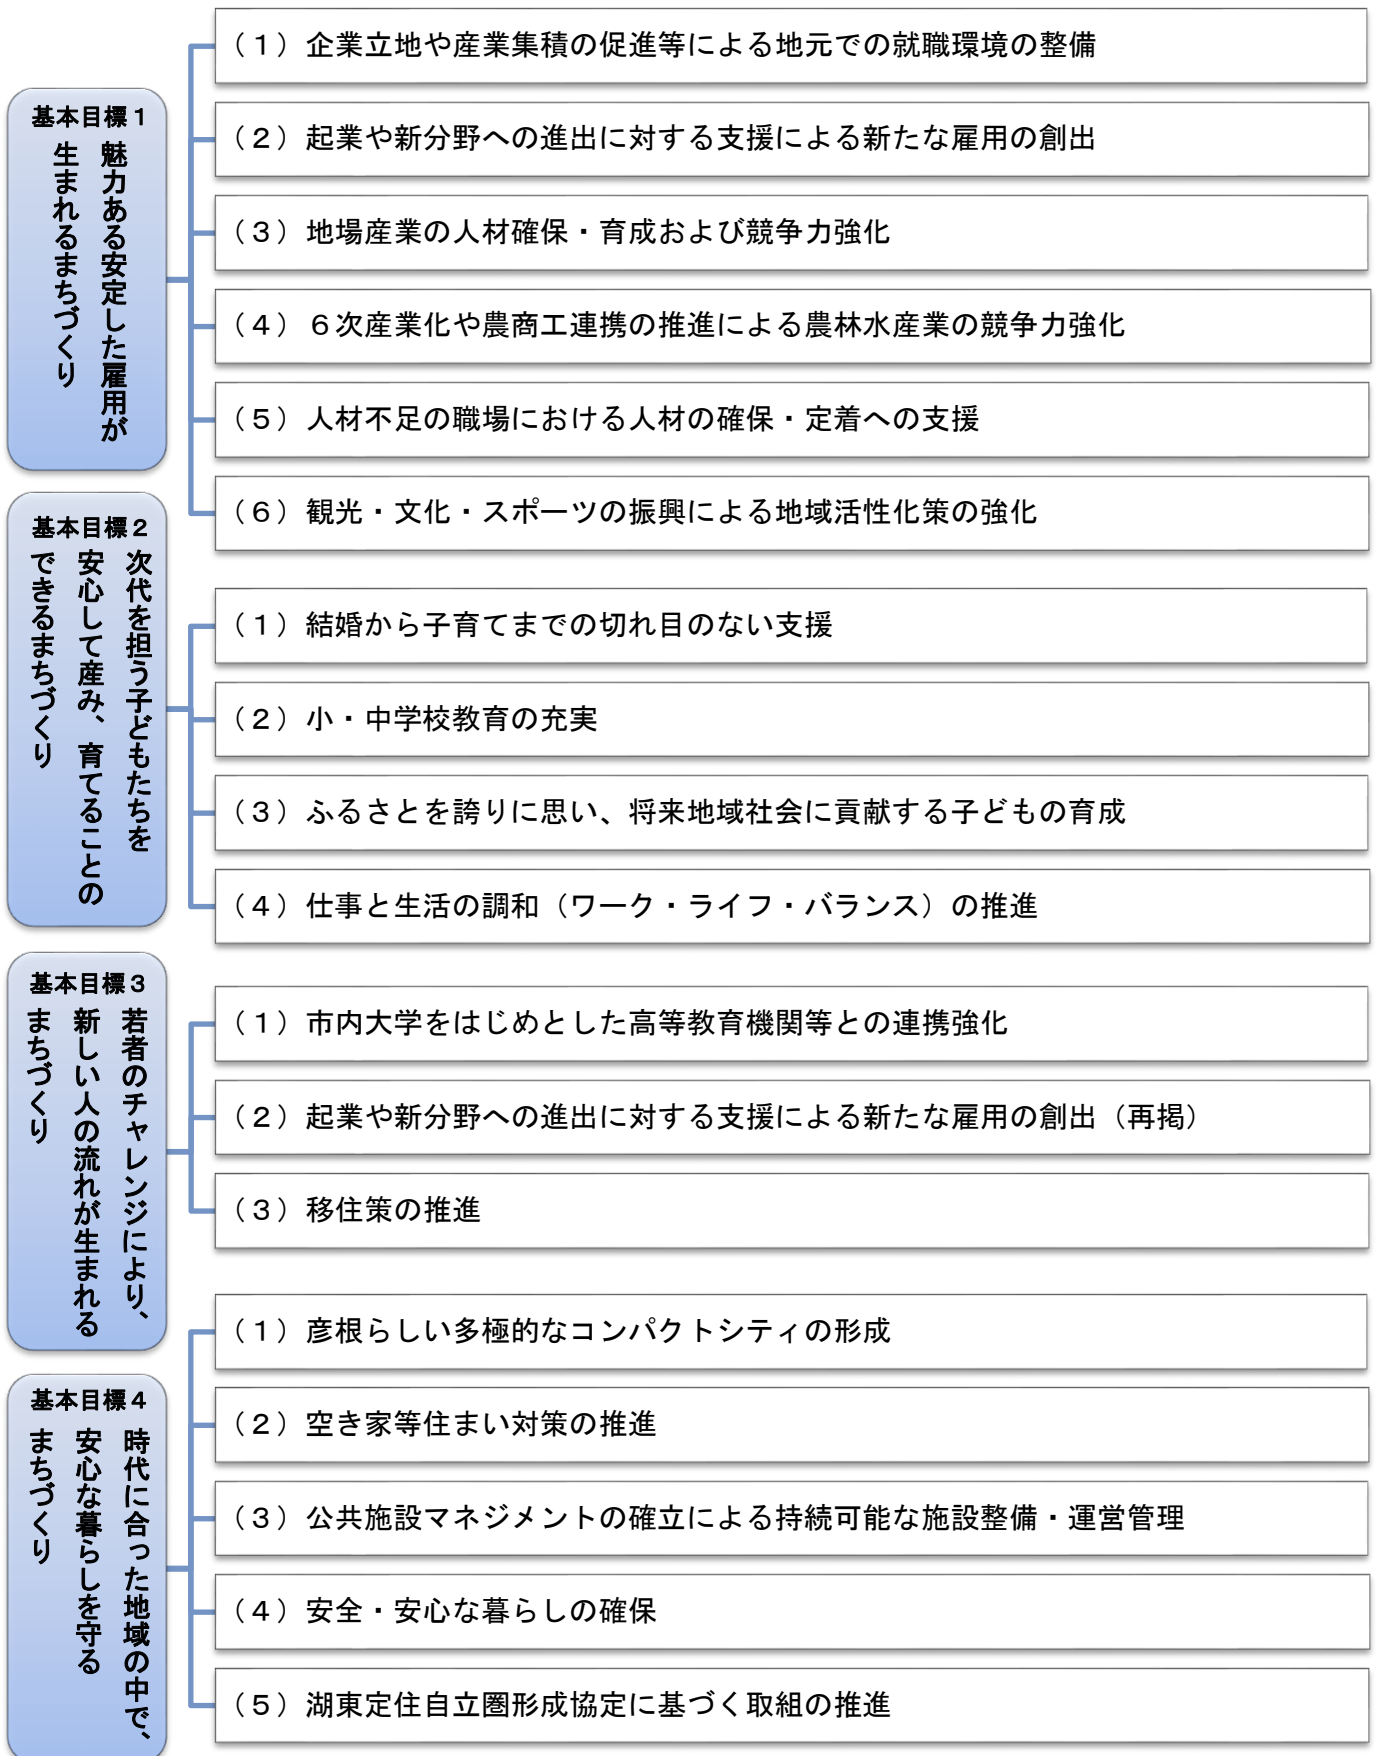 基本目標１
魅力ある安定した雇用が
生まれるまちづくり
（１）企業立地や産業集積の促進等による地元での就職環境の整備
（２）起業や新分野への進出に対する支援による新たな雇用の創出
（３）地場産業の人材確保・育成および競争力強化
（４）６次産業化や農商工連携の推進による農林水産業の競争力強化
（５）人材不足の職場における人材の確保・定着への支援
（６）観光・文化・スポーツの振興による地域活性化策の強化
基本目標２
次代を担う子どもたちを
安心して産み、育てることの
できるまちづくり
（１）結婚から子育てまでの切れ目のない支援
（２）小・中学校教育の充実
（３）ふるさとを誇りに思い、将来地域社会に貢献する子どもの育成
（４）仕事と生活の調和（ワーク・ライフ・バランス）の推進
基本目標３
若者のチャレンジにより、
新しい人の流れが生まれる
まちづくり
（１）市内大学をはじめとした高等教育機関等との連携強化
（２）起業や新分野への進出に対する支援による新たな雇用の創出（再掲）
（３）移住策の推進
基本目標４
時代に合った地域の中で、
安心な暮らしを守る
まちづくり
（１）彦根らしい多極的なコンパクトシティの形成
（２）空き家等住まい対策の推進
（３）公共施設マネジメントの確立による持続可能な施設整備・運営管理
（４）安全・安心な暮らしの確保
（５）湖東定住自立圏形成協定に基づく取組の推進